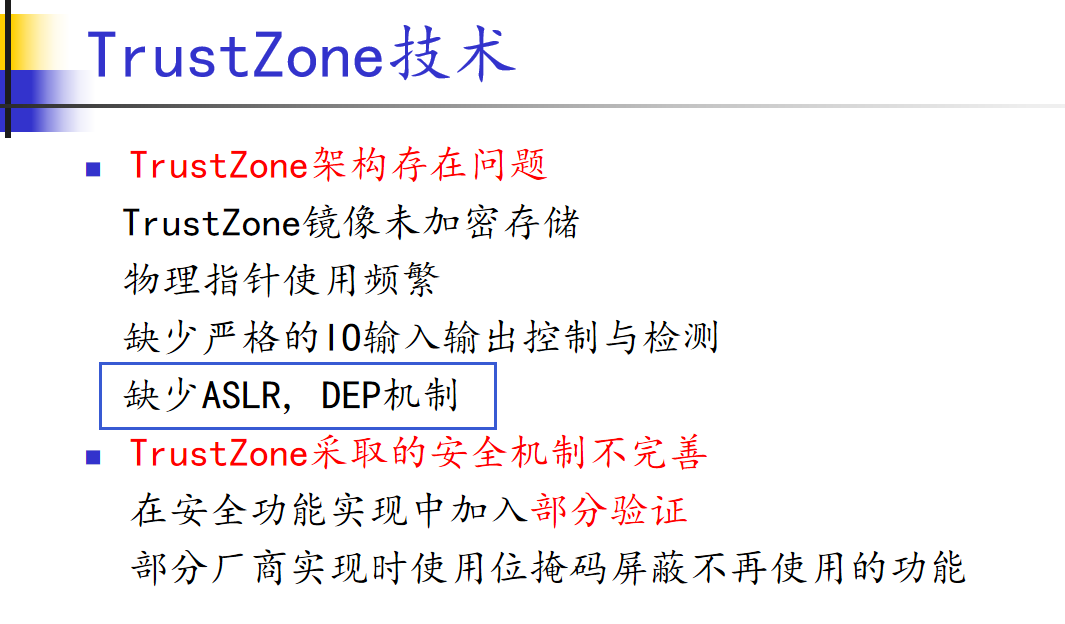 TrustZone技术
TrustZone架构存在问题
TrustZone镜像未加密存储
物理指针使用频繁
缺少严格的IO输入输出控制与检测
缺少ASLR, DEP机制
TrustZone采取的安全机制不完善
在安全功能实现中加入部分验证
部分厂商实现时使用位掩码屏蔽不再使用的功能